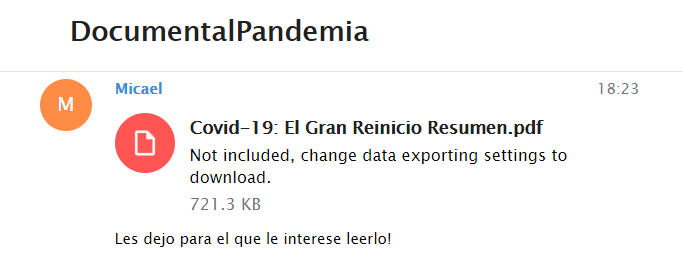 DocumentalPandemia
M
Micael
18:23
Covid-19: El Gran Reinicio Resumen.pdf
Not included, change data exporting settings to
download.
721.3 KB
Les dejo para el que le interese leerlo!